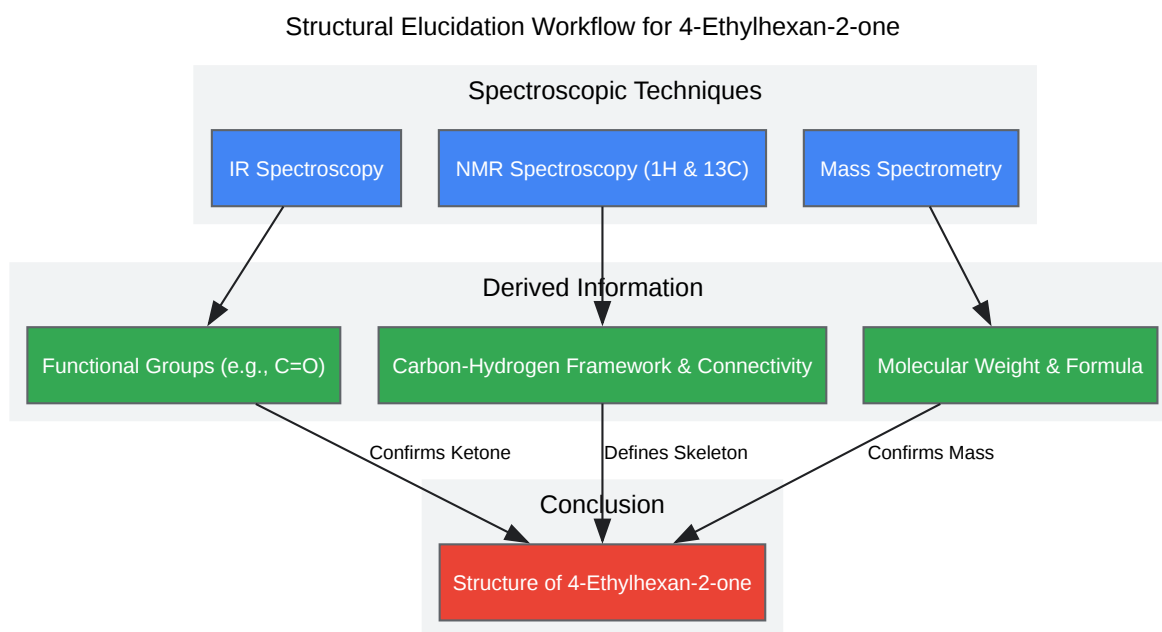 Structural Elucidation Workflow for 4-Ethylhexan-2-one
Spectroscopic Techniques
IR Spectroscopy
NMR Spectroscopy (1H & 13C)
Mass Spectrometry
Derived Information
Functional Groups (e.g., C=O)
Carbon-Hydrogen Framework & Connectivity
Molecular Weight & Formula
Confirms Ketone
Defines Skeleton
Confirms Mass
Conclusion
Structure of 4-Ethylhexan-2-one